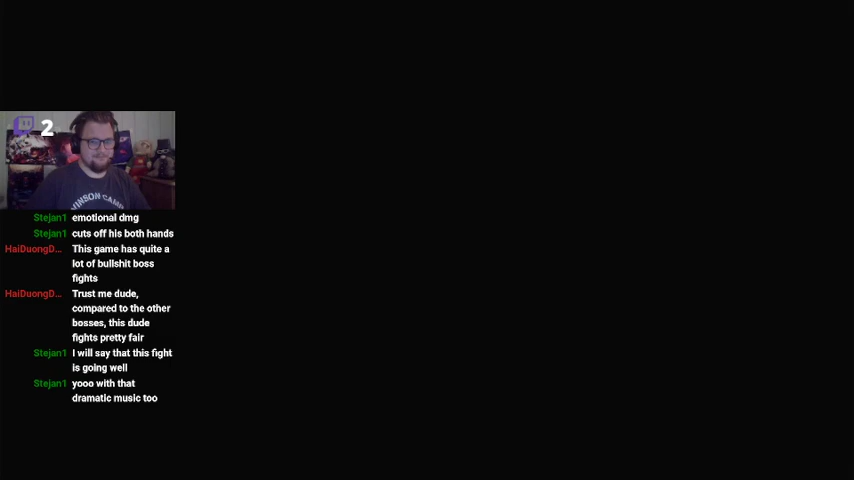 2
VINSON CAMP
Stejan1 emotional dmg
Stejan1 cuts off his both hands
HaiDuongD... This game has quite a
lot of bullshit boss
fights
HaiDuongD... Trust me dude,
compared to the other
bosses, this dude
fights pretty fair
Stejan1 I will say that this fight
is going well
Stejan1 yooo with that
dramatic music too